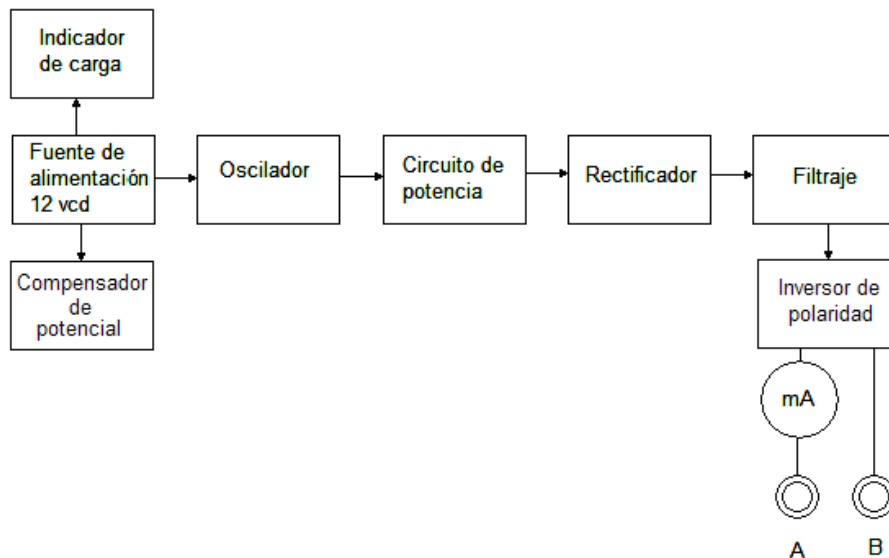 Indicador
de carga
Fuente de
alimentación
12 vcd
Oscilador
Circuito de
potencia
Rectificador
Filtraje
Compensador
de
potencial
Inversor de
polaridad
mA
A
B